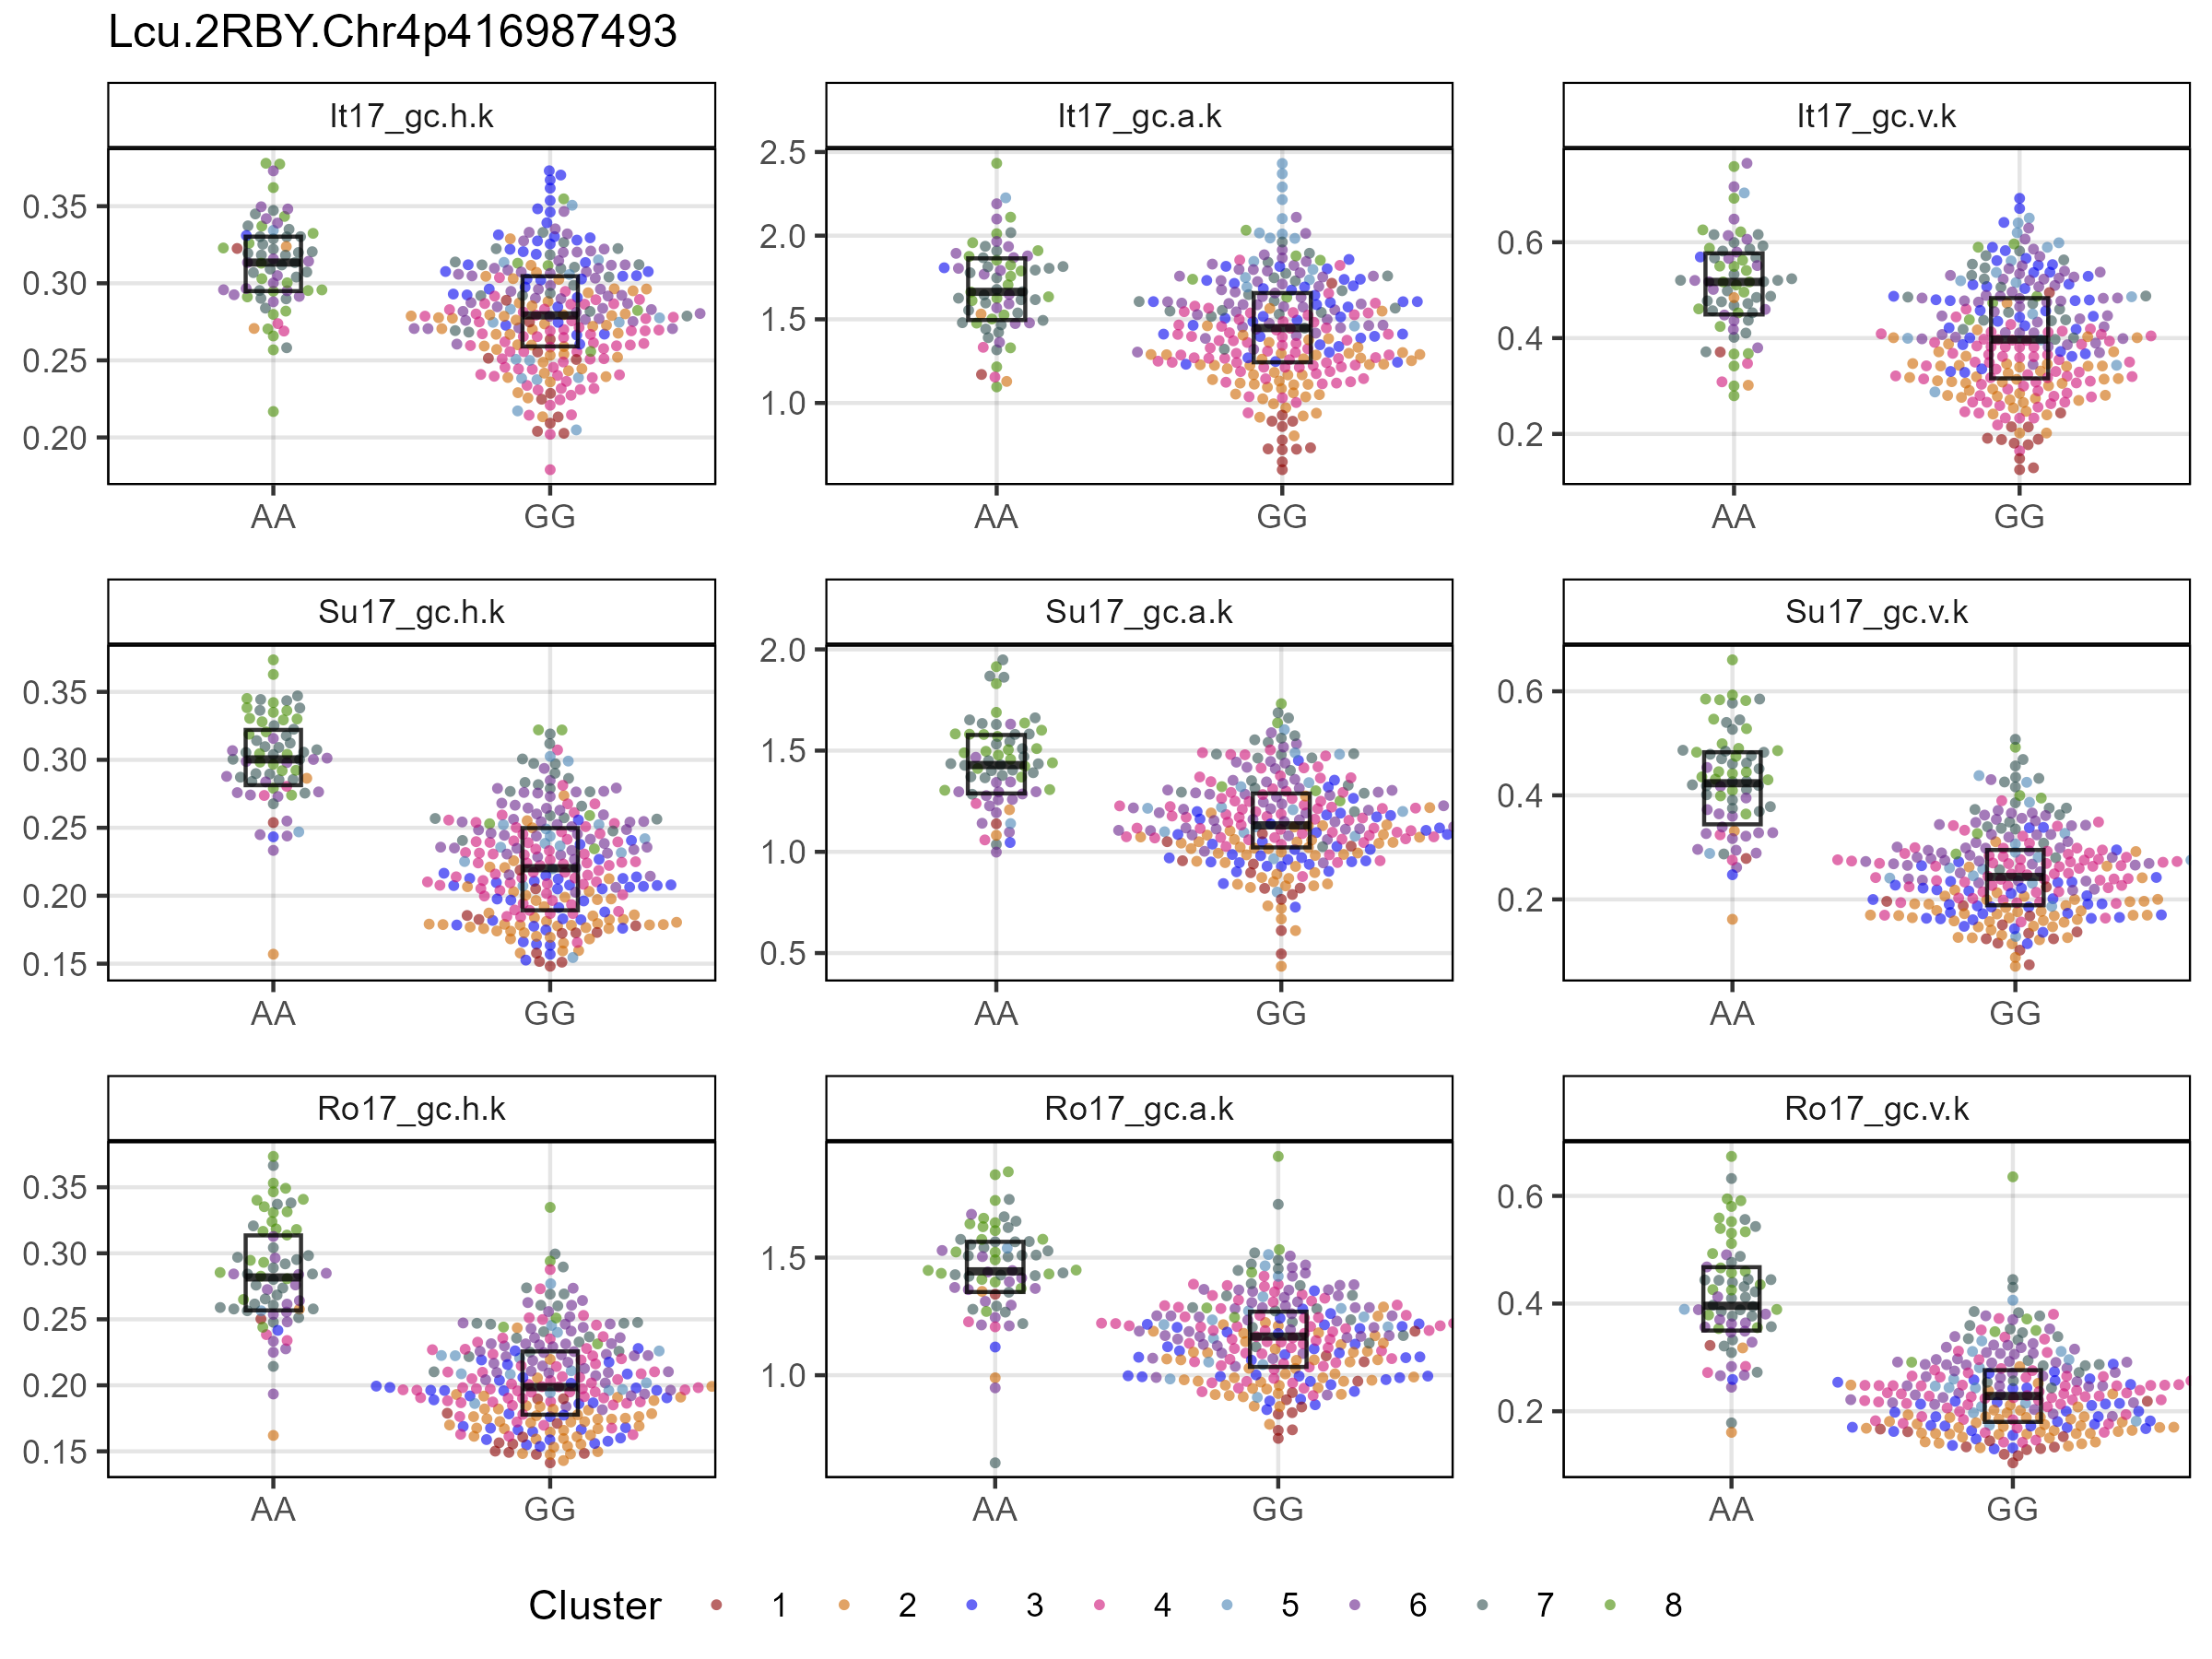 Lcu.2RBY.Chr4p416987493
It17_gc.h.k
It17_gc.a.k
It17_gc.v.k
0.35
0.30
0.25
0.20
2.5
2.0
1.5
1.0
0.6
0.4
0.2
AA GG
AA GG
AA GG
Su17_gc.h.k
Su17_gc.a.k
Su17_gc.v.k
0.35
0.30
0.25
0.20
0.15
2.0
1.5
1.0
0.5
0.6
0.4
0.2
AA GG
AA GG
AA GG
Ro17_gc.h.k
Ro17_gc.a.k
Ro17_gc.v.k
0.35
0.30
0.25
0.20
0.15
1.5
1.0
0.6
0.4
0.2
AA GG
AA GG
AA GG
Cluster 1 2 3 4 5 6 7 8